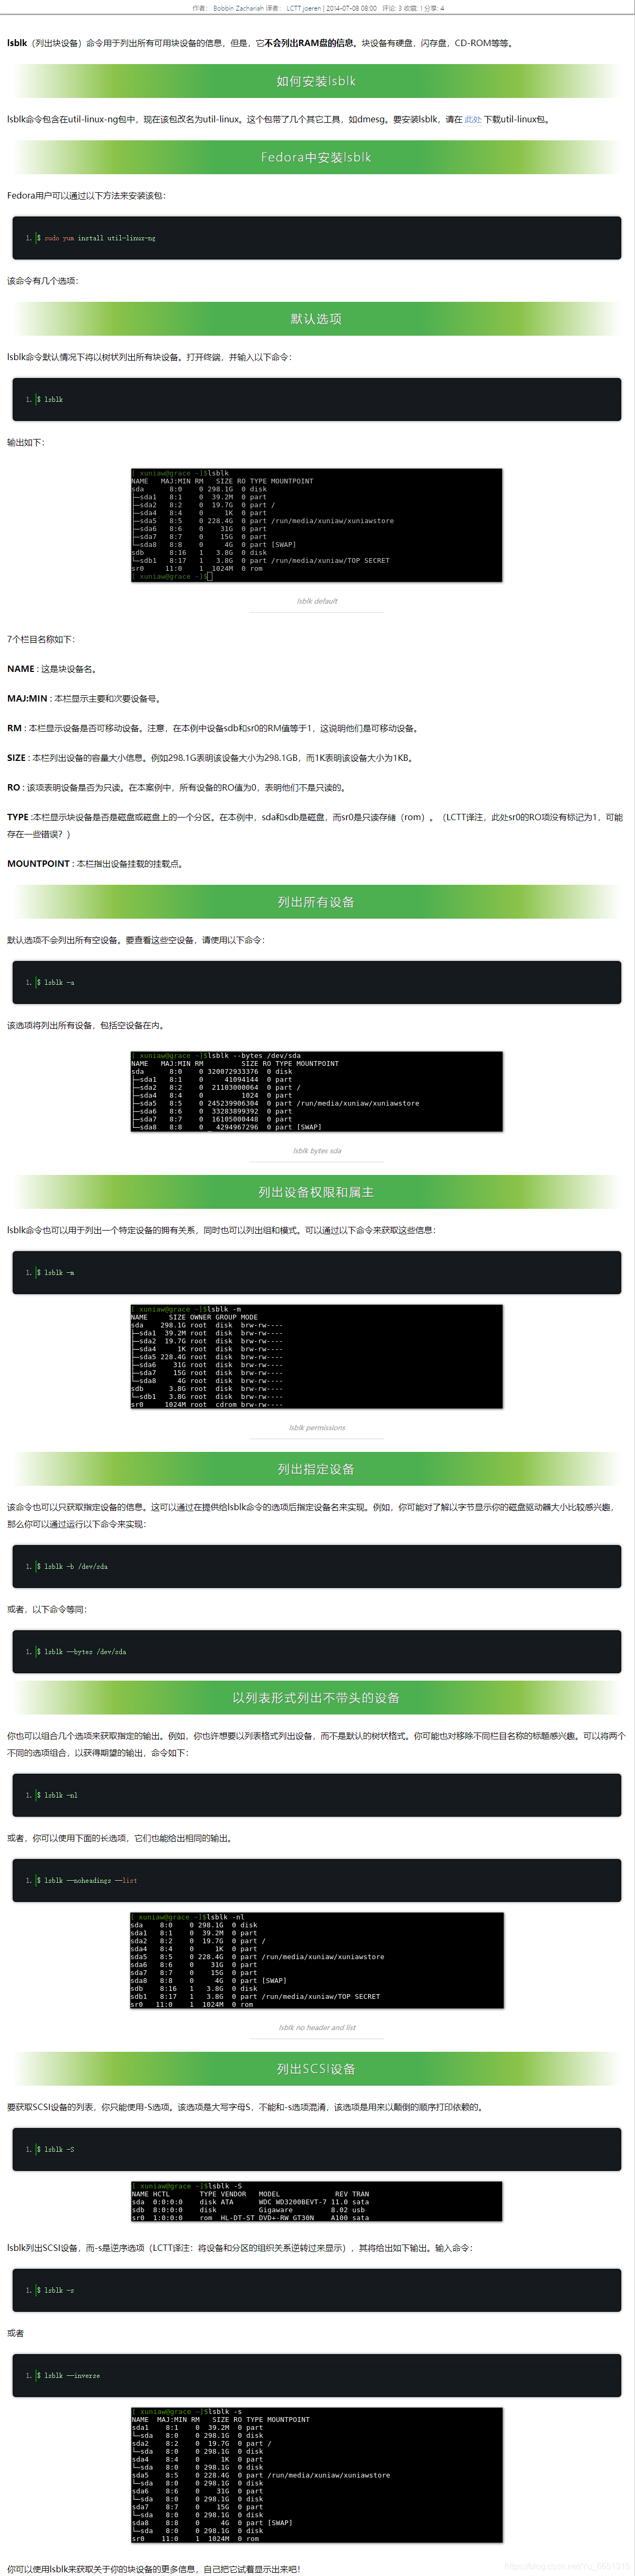 作者： Bobbin Zachariah 译者： LCTT joeren | 2014-07-08 08:00 评论: 3 收藏: 1 分享: 4
lsblk（列出块设备）命令用于列出所有可用块设备的信息，但是，它不会列出RAM盘的信息。块设备有硬盘，闪存盘，CD-ROM等等。
如何安装lsblk
lsblk命令包含在util-linux-ng包中，现在该包改名为util-linux。这个包带了几个其它工具，如dmesg。要安装lsblk，请在 此处 下载util-linux包。
Fedora中安装lsblk
Fedora用户可以通过以下方法来安装该包：
1. $ sudo yum install util-linux-ng
该命令有几个选项：
默认选项
lsblk命令默认情况下将以树状列出所有块设备。打开终端，并输入以下命令：
1. $ lsblk
输出如下：
[ xuniaw@grace ~]$lsblk
NAME   MAJ:MIN RM   SIZE RO TYPE MOUNTPOINT
sda      8:0    0 298.1G  0 disk
├─sda1   8:1    0  39.2M  0 part
├─sda2   8:2    0  19.7G  0 part /
├─sda4   8:4    0     1K  0 part
├─sda5   8:5    0 228.4G  0 part /run/media/xuniaw/xuniawstore
├─sda6   8:6    0    31G  0 part
├─sda7   8:7    0    15G  0 part
└─sda8   8:8    0     4G  0 part [SWAP]
sdb      8:16   1   3.8G  0 disk
└─sdb1   8:17   1   3.8G  0 part /run/media/xuniaw/TOP SECRET
sr0     11:0    1  1024M  0 rom
[ xuniaw@grace ~]$
lsblk default
7个栏目名称如下：
NAME : 这是块设备名。
MAJ:MIN : 本栏显示主要和次要设备号。
RM : 本栏显示设备是否可移动设备。注意，在本例中设备sdb和sr0的RM值等于1，这说明他们是可移动设备。
SIZE : 本栏列出设备的容量大小信息。例如298.1G表明该设备大小为298.1GB，而1K表明该设备大小为1KB。
RO : 该项表明设备是否为只读。在本案例中，所有设备的RO值为0，表明他们不是只读的。
TYPE :本栏显示块设备是否是磁盘或磁盘上的一个分区。在本例中，sda和sdb是磁盘，而sr0是只读存储（rom）。（LCTT译注，此处sr0的RO项没有标记为1，可能
存在一些错误？）
MOUNTPOINT : 本栏指出设备挂载的挂载点。
列出所有设备
默认选项不会列出所有空设备。要查看这些空设备，请使用以下命令：
1. $ lsblk -a
该选项将列出所有设备，包括空设备在内。
[ xuniaw@grace ~]$lsblk --bytes /dev/sda
NAME   MAJ:MIN RM         SIZE RO TYPE MOUNTPOINT
sda      8:0    0 320072933376  0 disk
├─sda1   8:1    0     41094144  0 part
├─sda2   8:2    0  21103000064  0 part /
├─sda4   8:4    0         1024  0 part
├─sda5   8:5    0 245239906304  0 part /run/media/xuniaw/xuniawstore
├─sda6   8:6    0  33283899392  0 part
├─sda7   8:7    0  16105000448  0 part
└─sda8   8:8    0   4294967296  0 part [SWAP]
lsblk bytes sda
列出设备权限和属主
lsblk命令也可以用于列出一个特定设备的拥有关系，同时也可以列出组和模式。可以通过以下命令来获取这些信息：
1. $ lsblk -m
[ xuniaw@grace ~]$lsblk -m
NAME     SIZE OWNER GROUP MODE
sda    298.1G root  disk  brw-rw----
├─sda1  39.2M root  disk  brw-rw----
├─sda2  19.7G root  disk  brw-rw----
├─sda4     1K root  disk  brw-rw----
├─sda5 228.4G root  disk  brw-rw----
├─sda6    31G root  disk  brw-rw----
├─sda7    15G root  disk  brw-rw----
└─sda8     4G root  disk  brw-rw----
sdb      3.8G root  disk  brw-rw----
└─sdb1   3.8G root  disk  brw-rw----
sr0     1024M root  cdrom brw-rw----
lsblk permissions
列出指定设备
该命令也可以只获取指定设备的信息。这可以通过在提供给lsblk命令的选项后指定设备名来实现。例如，你可能对了解以字节显示你的磁盘驱动器大小比较感兴趣，
那么你可以通过运行以下命令来实现：
1. $ lsblk -b /dev/sda
或者，以下命令等同：
1. $ lsblk --bytes /dev/sda
以列表形式列出不带头的设备
你也可以组合几个选项来获取指定的输出。例如，你也许想要以列表格式列出设备，而不是默认的树状格式。你可能也对移除不同栏目名称的标题感兴趣。可以将两个
不同的选项组合，以获得期望的输出，命令如下：
1. $ lsblk -nl
或者，你可以使用下面的长选项，它们也能给出相同的输出。
1. $ lsblk --noheadings --list
[ xuniaw@grace ~]$lsblk -nl
sda    8:0    0 298.1G  0 disk
sda1   8:1    0  39.2M  0 part
sda2   8:2    0  19.7G  0 part /
sda4   8:4    0     1K  0 part
sda5   8:5    0 228.4G  0 part /run/media/xuniaw/xuniawstore
sda6   8:6    0    31G  0 part
sda7   8:7    0    15G  0 part
sda8   8:8    0     4G  0 part [SWAP]
sdb    8:16   1   3.8G  0 disk
sdb1   8:17   1   3.8G  0 part /run/media/xuniaw/TOP SECRET
sr0   11:0    1  1024M  0 rom
lsblk no header and list
列出SCSI设备
要获取SCSI设备的列表，你只能使用-S选项。该选项是大写字母S，不能和-s选项混淆，该选项是用来以颠倒的顺序打印依赖的。
1. $ lsblk -S
[ xuniaw@grace ~]$lsblk -S
NAME HCTL       TYPE VENDOR   MODEL             REV TRAN
sda  0:0:0:0    disk ATA      WDC WD3200BEVT-7 11.0 sata
sdb  8:0:0:0    disk          Gigaware         8.02 usb
sr0  1:0:0:0    rom  HL-DT-ST DVD+-RW GT30N    A100 sata
lsblk列出SCSI设备，而-s是逆序选项（LCTT译注：将设备和分区的组织关系逆转过来显示），其将给出如下输出。输入命令：
1. $ lsblk -s
或者
1. $ lsblk --inverse
[ xuniaw@grace ~]$lsblk -s
NAME  MAJ:MIN RM   SIZE RO TYPE MOUNTPOINT
sda1    8:1    0  39.2M  0 part
└─sda   8:0    0 298.1G  0 disk
sda2    8:2    0  19.7G  0 part /
└─sda   8:0    0 298.1G  0 disk
sda4    8:4    0     1K  0 part
└─sda   8:0    0 298.1G  0 disk
sda5    8:5    0 228.4G  0 part /run/media/xuniaw/xuniawstore
└─sda   8:0    0 298.1G  0 disk
sda6    8:6    0    31G  0 part
└─sda   8:0    0 298.1G  0 disk
sda7    8:7    0    15G  0 part
└─sda   8:0    0 298.1G  0 disk
sda8    8:8    0     4G  0 part [SWAP]
└─sda   8:0    0 298.1G  0 disk
sr0    11:0    1  1024M  0 rom
你可以使用lsblk来获取关于你的块设备的更多信息，自己把它试着显示出来吧！